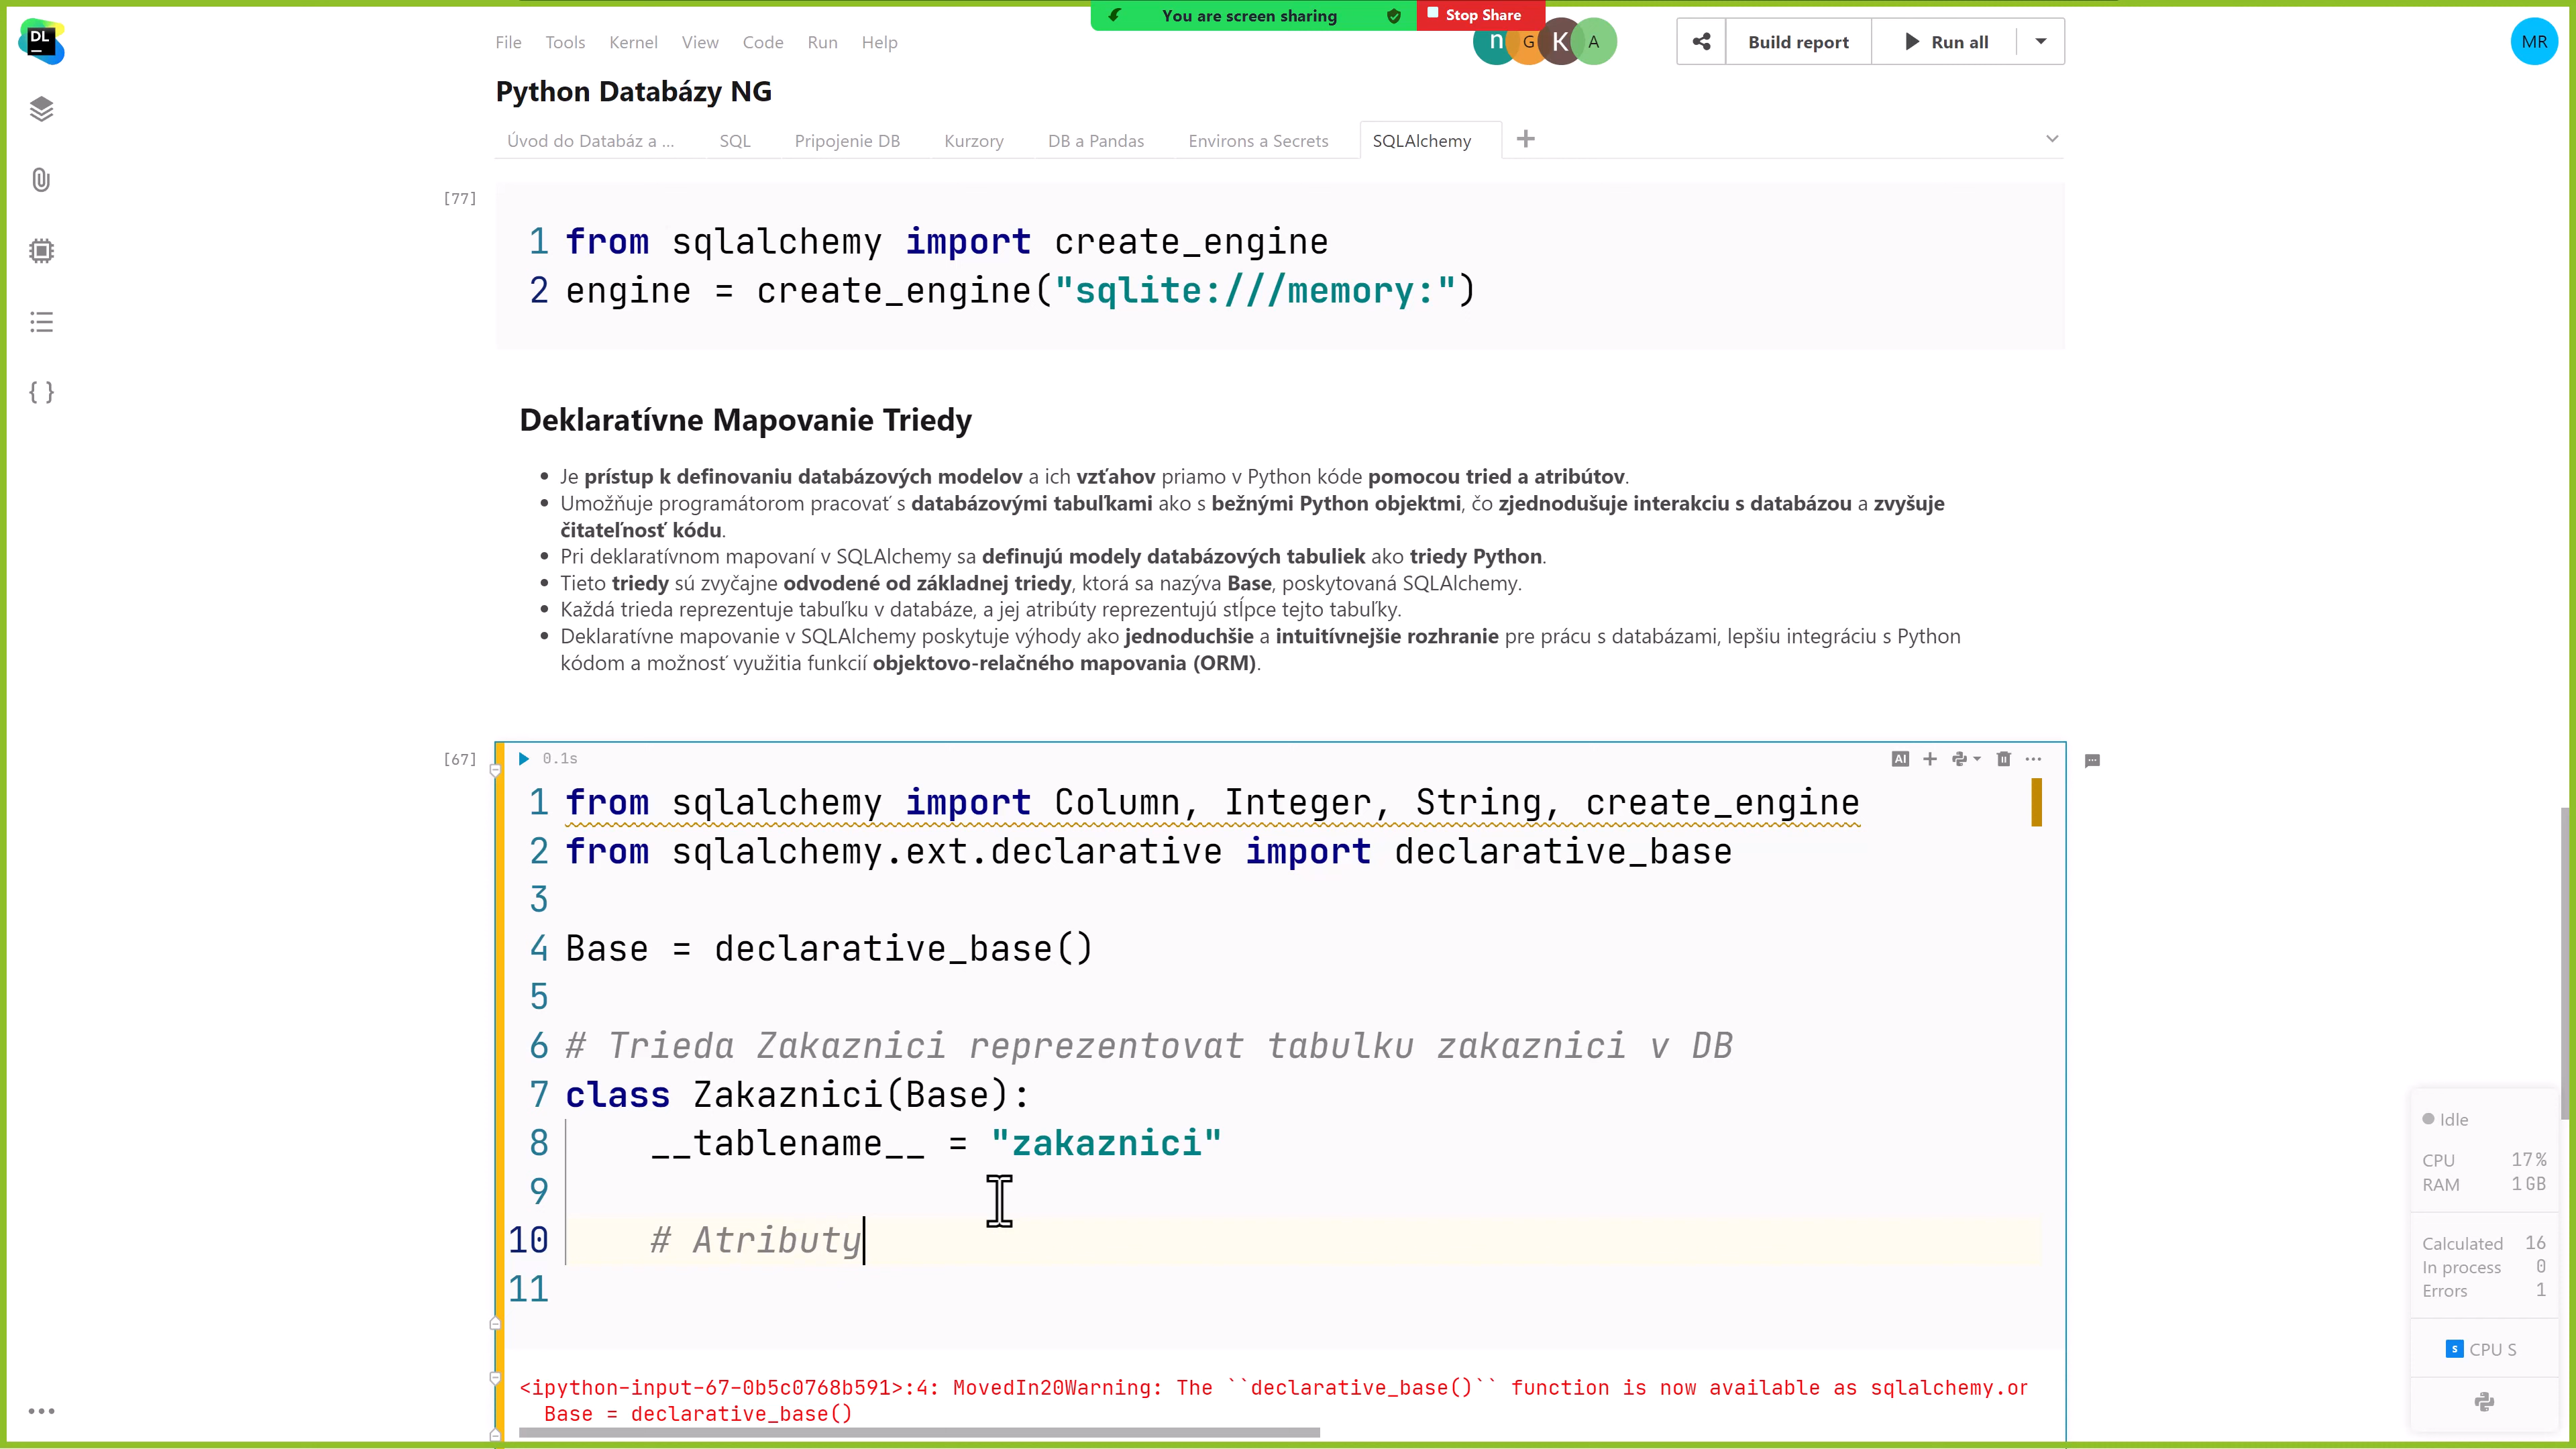 You are screen sharing
Stop Share
DL
File Tools Kernel View Code Run Help
n G K A
Build report
Run all
MR
Python Databázy NG
Úvod do Databáz a ...
SQL
Pripojenie DB
Kurzory
DB a Pandas
Environs a Secrets
SQLAlchemy
[77]
1 from sqlalchemy import create_engine
2 engine = create_engine("sqlite:///memory:")
Deklaratívne Mapovanie Triedy
Je prístup k definovaniu databázových modelov a ich vzťahov priamo v Python kóde pomocou tried a atribútov.
Umožňuje programátorom pracovať s databázovými tabuľkami ako s bežnými Python objektmi, čo zjednodušuje interakciu s databázou a zvyšuje
čitateľnosť kódu.
Pri deklaratívnom mapovaní v SQLAlchemy sa definujú modely databázových tabuliek ako triedy Python.
Tieto triedy sú zvyčajne odvodené od základnej triedy, ktorá sa nazýva Base, poskytovaná SQLAlchemy.
Každá trieda reprezentuje tabuľku v databáze, a jej atribúty reprezentujú stĺpce tejto tabuľky.
Deklaratívne mapovanie v SQLAlchemy poskytuje výhody ako jednoduchšie a intuitívnejšie rozhranie pre prácu s databázami, lepšiu integráciu s Python
kódom a možnosť využitia funkcií objektovo-relačného mapovania (ORM).
[67]
0.1s
AI
1 from sqlalchemy import Column, Integer, String, create_engine
2 from sqlalchemy.ext.declarative import declarative_base
3
4 Base = declarative_base()
5
6 # Trieda Zakaznici reprezentovat tabulku zakaznici v DB
7 class Zakaznici(Base):
8 __tablename__ = "zakaznici"
9
10 # Atributy
11
<ipython-input-67-0b5c0768b591>:4: MovedIn20Warning: The ``declarative_base()`` function is now available as sqlalchemy.or
Base = declarative_base()
Idle
CPU 17%
RAM 1 GB
Calculated 16
In process 0
Errors 1
S CPU S